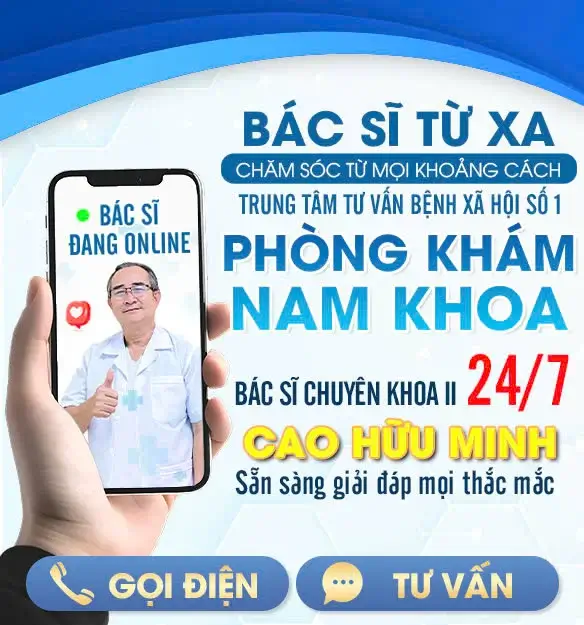 BÁC SĨ TỪ XA
CHĂM SÓC TỪ MỌI KHOẢNG CÁCH
TRUNG TÂM TƯ VẤN BỆNH XÃ HỘI SỐ 1
PHÒNG KHÁM
NAM KHOA
BÁC SĨ
ĐANG ONLINE
BÁC SĨ CHUYÊN KHOA II 24/7
CAO HỮU MINH
Sẵn sàng giải đáp mọi thắc mắc
GỌI ĐIỆN
TƯ VẤN